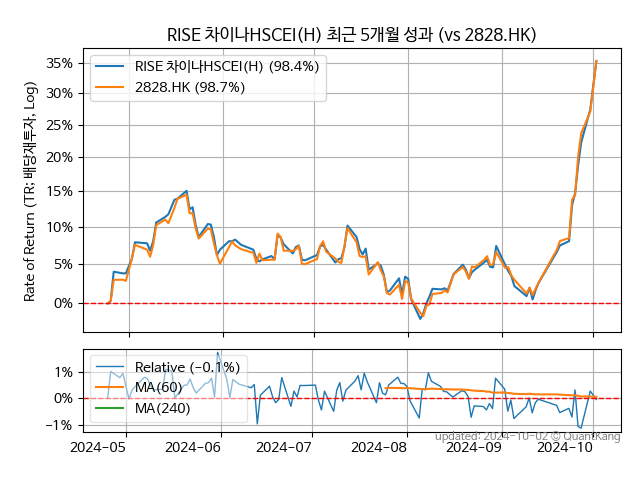 RISE 차이나HSCEI(H) 최근 5개월 성과 (vs 2828.HK)
Rate of Return (TR: 배당재투자, Log)
35%
30%
25%
20%
15%
10%
5%
0%
RISE 차이나HSCEI(H) (98.4%)
2828.HK (98.7%)
1%
0%
−1%
Relative (−0.1%)
MA(60)
MA(240)
2024−05
2024−06
2024−07
2024−08
2024−09
2024−10
updated: 2024-10-02 © QuantKang